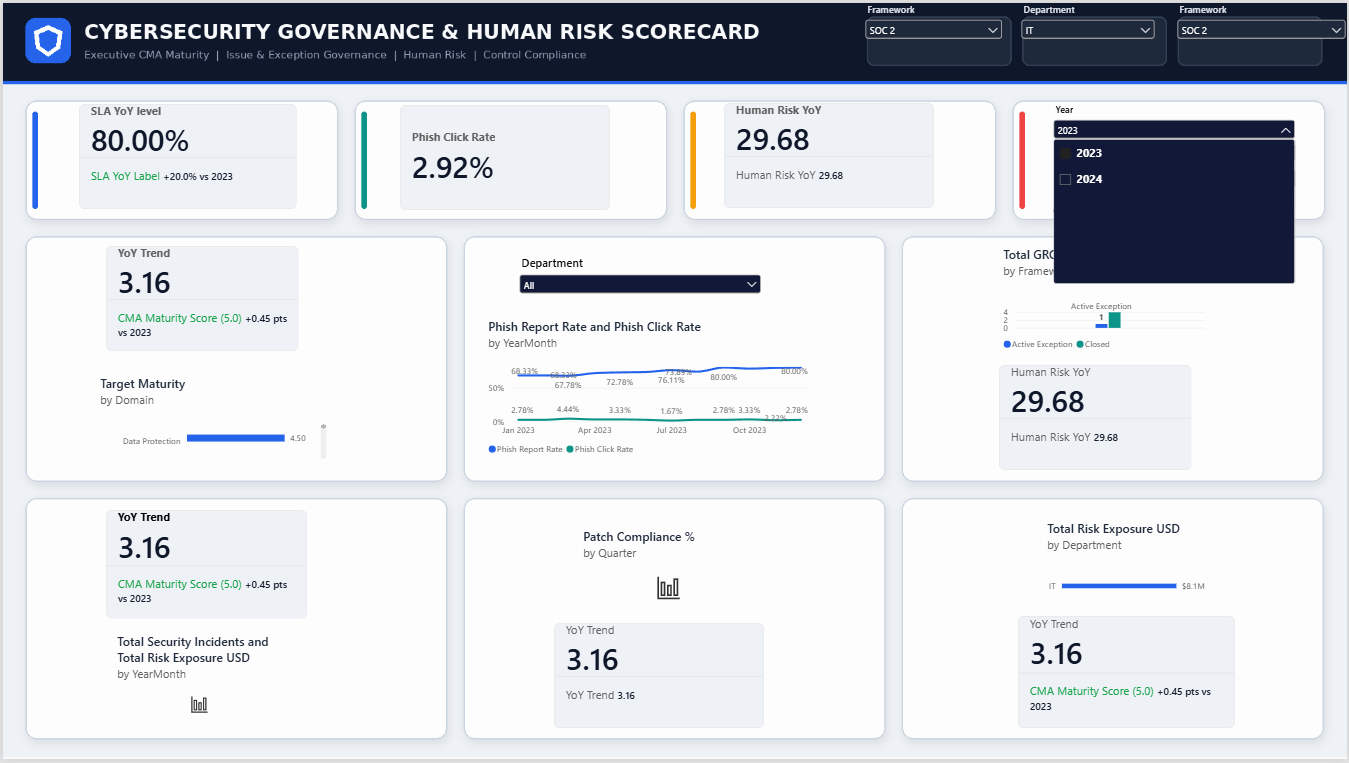 CYBERSECURITY GOVERNANCE & HUMAN RISK SCORECARD
Executive CMA Maturity | Issue & Exception Governance | Human Risk | Control Compliance
Framework
SOC 2
Department
IT
Framework
SOC 2
SLA YoY level
80.00%
SLA YoY Label +20.0% vs 2023
Phish Click Rate
2.92%
Human Risk YoY
29.68
Human Risk YoY 29.68
Year
2023
2023
2024
YoY Trend
3.16
CMA Maturity Score (5.0) +0.45 pts
vs 2023
Target Maturity
by Domain
Data Protection 4.50
Department
All
Phish Report Rate and Phish Click Rate
by YearMonth
50%
0%
68.33% 68.33% 67.78% 72.78% 73.89% 76.11% 80.00% 80.00%
2.78% 4.44% 3.33% 1.67% 2.78% 3.33% 2.22% 2.78%
Jan 2023 Apr 2023 Jul 2023 Oct 2023
Phish Report Rate Phish Click Rate
Total GRC
by Framew
Active Exception
4
2
0
1
Active Exception Closed
Human Risk YoY
29.68
Human Risk YoY 29.68
YoY Trend
3.16
CMA Maturity Score (5.0) +0.45 pts
vs 2023
Total Security Incidents and
Total Risk Exposure USD
by YearMonth
Patch Compliance %
by Quarter
YoY Trend
3.16
YoY Trend 3.16
Total Risk Exposure USD
by Department
IT $8.1M
YoY Trend
3.16
CMA Maturity Score (5.0) +0.45 pts vs
2023